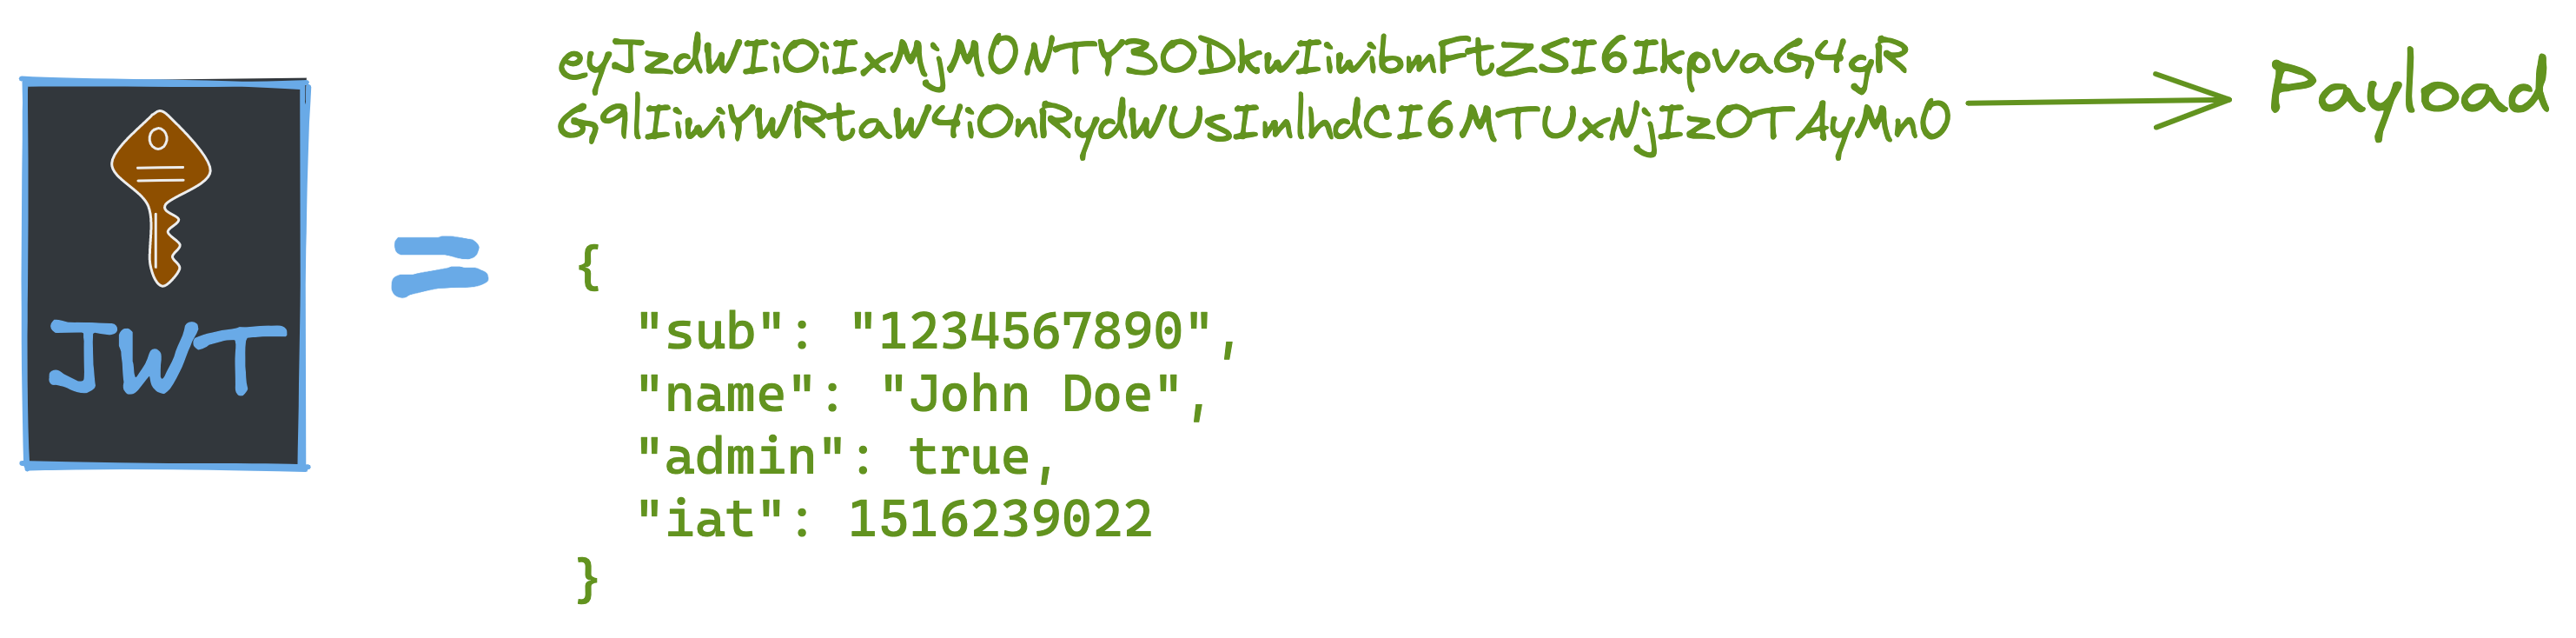 eyJzdWIiOiIxMjM0NTY3ODkwIiwibmFtZSI6IkpvaG4gR
G9lIiwiYWRtaW4iOnRydWUsImlhdCI6MTUxNjIzOTAyMn0
Payload
JWT
=
{
"sub": "1234567890",
"name": "John Doe",
"admin": true,
"iat": 1516239022
}